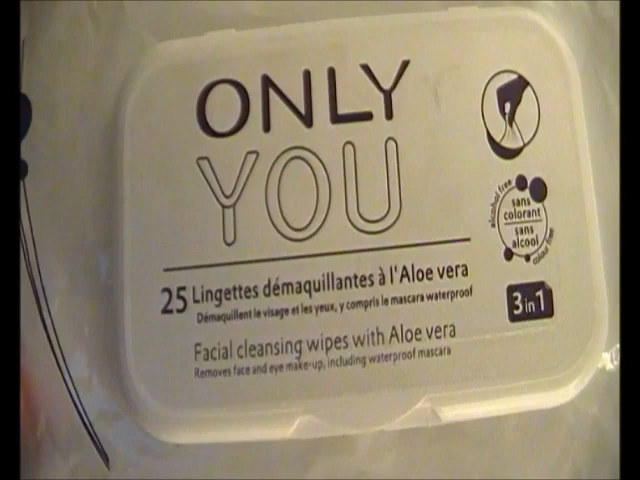 ONLY
YOU
25 Lingettes démaquillantes à l'Aloe vera
Démaquillent le visage et les yeux, y compris le mascara waterproof
Facial cleansing wipes with Aloe vera
Removes face and eye make-up, including waterproof mascara
alcohol free
sans
colorant
sans
alcool
colour free
3 in 1